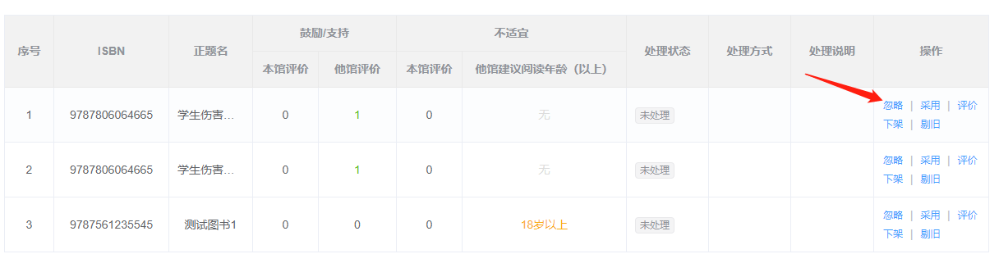 序号 ISBN 正题名 鼓励/支持 不适宜 处理状态 处理方式 处理说明 操作
本馆评价 他馆评价 本馆评价 他馆建议阅读年龄（以上）
1 9787806064665 学生伤害... 0 1 0 无 未处理 忽略 | 采用 | 评价
下架 | 剔旧
2 9787806064665 学生伤害... 0 1 0 无 未处理 忽略 | 采用 | 评价
下架 | 剔旧
3 9787561235545 测试图书1 0 0 0 18岁以上 未处理 忽略 | 采用 | 评价
下架 | 剔旧